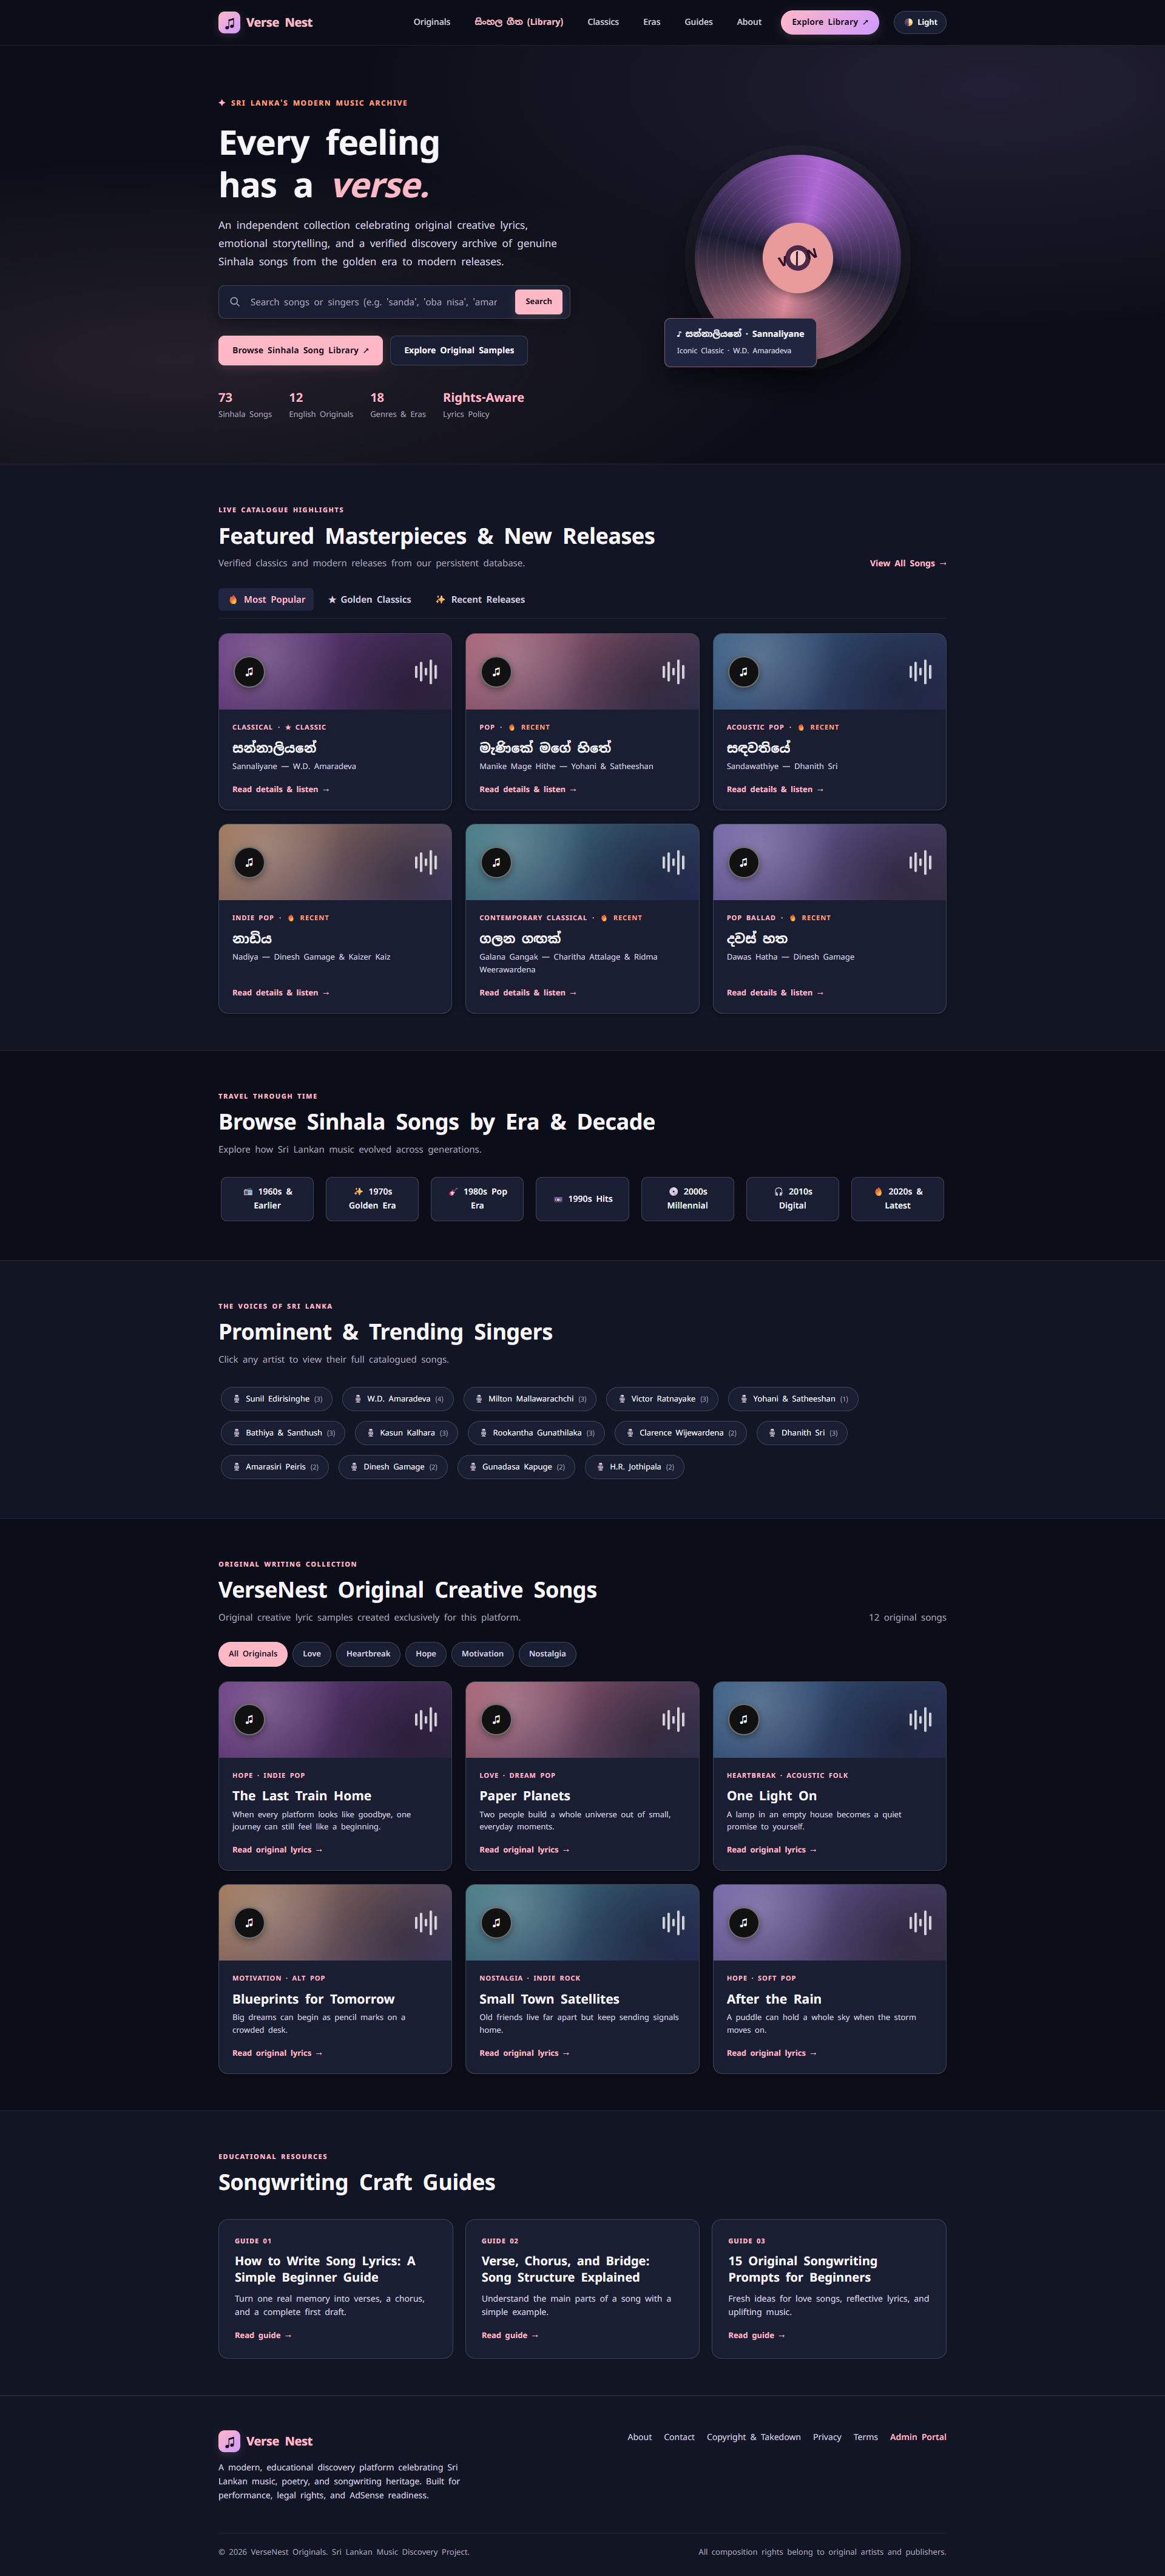 Verse Nest
Originals
සිංහල ගීත (Library)
Classics
Eras
Guides
About
Explore Library ↗
Light
✦ SRI LANKA'S MODERN MUSIC ARCHIVE
Every feeling
has a verse.
An independent collection celebrating original creative lyrics,
emotional storytelling, and a verified discovery archive of genuine
Sinhala songs from the golden era to modern releases.
Search songs or singers (e.g. 'sanda', 'oba nisa', 'amar
Search
Browse Sinhala Song Library ↗
Explore Original Samples
♪ සන්නාලියනේ · Sannaliyane
Iconic Classic · W.D. Amaradeva
73
Sinhala Songs
12
English Originals
18
Genres & Eras
Rights-Aware
Lyrics Policy
LIVE CATALOGUE HIGHLIGHTS
Featured Masterpieces & New Releases
Verified classics and modern releases from our persistent database.
View All Songs →
🔥 Most Popular
★ Golden Classics
✨ Recent Releases
CLASSICAL · ★ CLASSIC
සන්නාලියනේ
Sannaliyane — W.D. Amaradeva
Read details & listen →
POP · 🔥 RECENT
මැණිකේ මගේ හිතේ
Manike Mage Hithe — Yohani & Satheeshan
Read details & listen →
ACOUSTIC POP · 🔥 RECENT
සඳවතියේ
Sandawathiye — Dhanith Sri
Read details & listen →
INDIE POP · 🔥 RECENT
නාඩිය
Nadiya — Dinesh Gamage & Kaizer Kaiz
Read details & listen →
CONTEMPORARY CLASSICAL · 🔥 RECENT
ගලන ගඟක්
Galana Gangak — Charitha Attalage & Ridma
Weerawardena
Read details & listen →
POP BALLAD · 🔥 RECENT
දවස් හත
Dawas Hatha — Dinesh Gamage
Read details & listen →
TRAVEL THROUGH TIME
Browse Sinhala Songs by Era & Decade
Explore how Sri Lankan music evolved across generations.
📻 1960s &
Earlier
✨ 1970s
Golden Era
🎸 1980s Pop
Era
📼 1990s Hits
💿 2000s
Millennial
🎧 2010s
Digital
🔥 2020s &
Latest
THE VOICES OF SRI LANKA
Prominent & Trending Singers
Click any artist to view their full catalogued songs.
Sunil Edirisinghe (3)
W.D. Amaradeva (4)
Milton Mallawarachchi (3)
Victor Ratnayake (3)
Yohani & Satheeshan (1)
Bathiya & Santhush (3)
Kasun Kalhara (3)
Rookantha Gunathilaka (3)
Clarence Wijewardena (2)
Dhanith Sri (3)
Amarasiri Peiris (2)
Dinesh Gamage (2)
Gunadasa Kapuge (2)
H.R. Jothipala (2)
ORIGINAL WRITING COLLECTION
VerseNest Original Creative Songs
Original creative lyric samples created exclusively for this platform.
12 original songs
All Originals
Love
Heartbreak
Hope
Motivation
Nostalgia
HOPE · INDIE POP
The Last Train Home
When every platform looks like goodbye, one
journey can still feel like a beginning.
Read original lyrics →
LOVE · DREAM POP
Paper Planets
Two people build a whole universe out of small,
everyday moments.
Read original lyrics →
HEARTBREAK · ACOUSTIC FOLK
One Light On
A lamp in an empty house becomes a quiet
promise to yourself.
Read original lyrics →
MOTIVATION · ALT POP
Blueprints for Tomorrow
Big dreams can begin as pencil marks on a
crowded desk.
Read original lyrics →
NOSTALGIA · INDIE ROCK
Small Town Satellites
Old friends live far apart but keep sending signals
home.
Read original lyrics →
HOPE · SOFT POP
After the Rain
A puddle can hold a whole sky when the storm
moves on.
Read original lyrics →
EDUCATIONAL RESOURCES
Songwriting Craft Guides
GUIDE 01
How to Write Song Lyrics: A
Simple Beginner Guide
Turn one real memory into verses, a chorus,
and a complete first draft.
Read guide →
GUIDE 02
Verse, Chorus, and Bridge:
Song Structure Explained
Understand the main parts of a song with a
simple example.
Read guide →
GUIDE 03
15 Original Songwriting
Prompts for Beginners
Fresh ideas for love songs, reflective lyrics, and
uplifting music.
Read guide →
Verse Nest
About
Contact
Copyright & Takedown
Privacy
Terms
Admin Portal
A modern, educational discovery platform celebrating Sri
Lankan music, poetry, and songwriting heritage. Built for
performance, legal rights, and AdSense readiness.
© 2026 VerseNest Originals. Sri Lankan Music Discovery Project.
All composition rights belong to original artists and publishers.